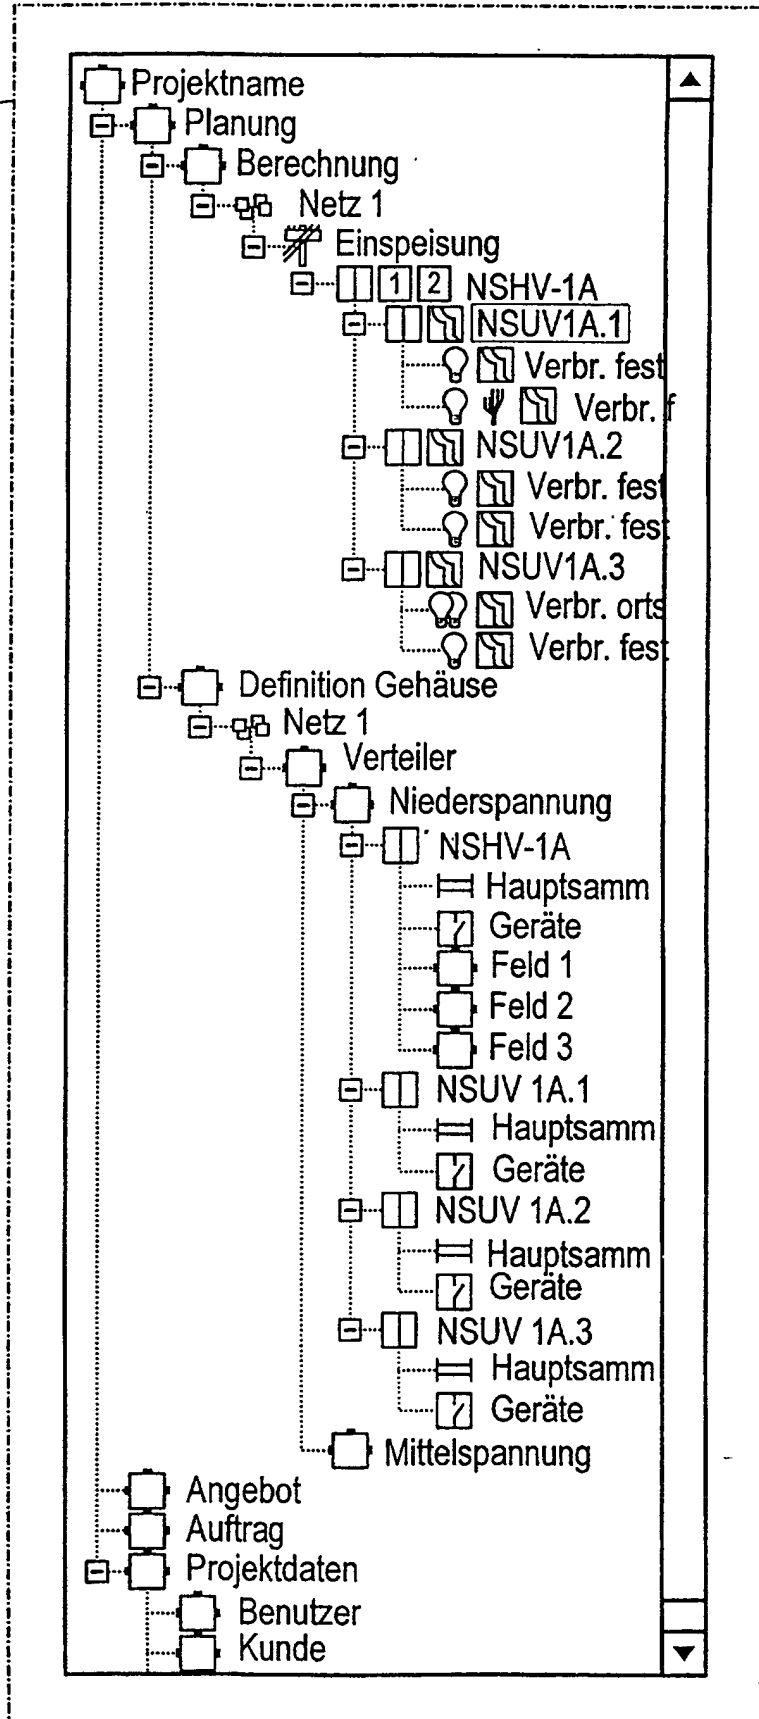 Projektname
Planung
Berechnung
Netz 1
Einspeisung
1 2 NSHV-1A
NSUV1A.1
Verbr. fest
Verbr. f
NSUV1A.2
Verbr. fest
Verbr. fest
NSUV1A.3
Verbr. orts
Verbr. fest
Definition Gehäuse
Netz 1
Verteiler
Niederspannung
NSHV-1A
Hauptsamm
Geräte
Feld 1
Feld 2
Feld 3
NSUV 1A.1
Hauptsamm
Geräte
NSUV 1A.2
Hauptsamm
Geräte
NSUV 1A.3
Hauptsamm
Geräte
Mittelspannung
Angebot
Auftrag
Projektdaten
Benutzer
Kunde